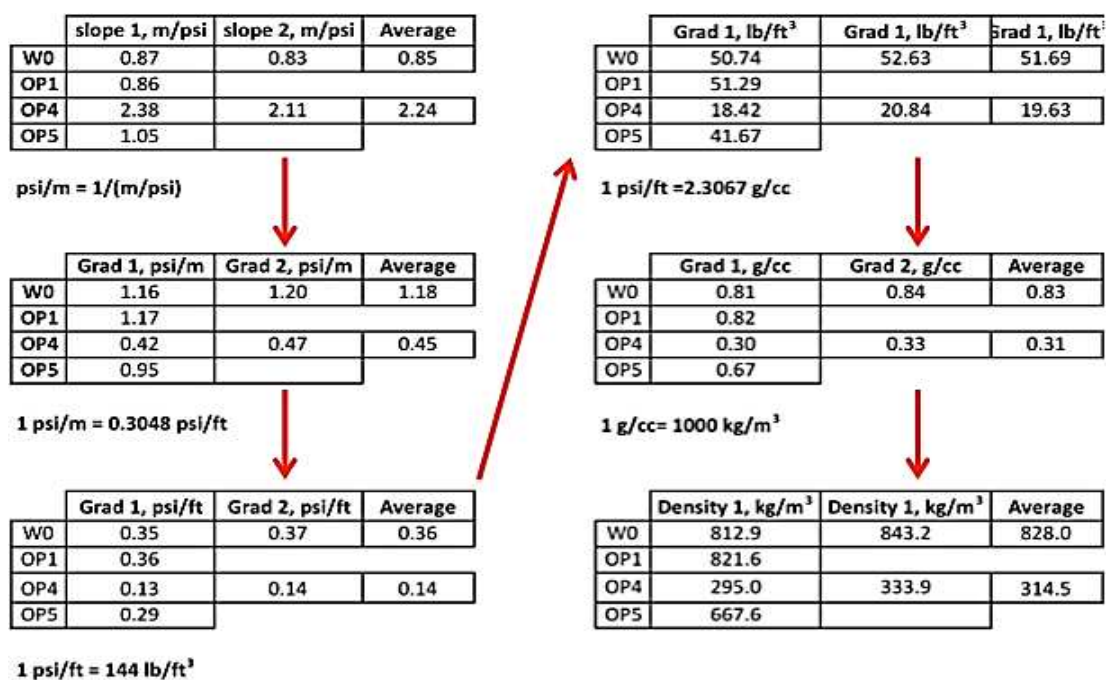 slope 1, m/psi slope 2, m/psi Average
W0 0.87 0.83 0.85
OP1 0.86
OP4 2.38 2.11 2.24
OP5 1.05
psi/m = 1/(m/psi)
Grad 1, psi/m Grad 2, psi/m Average
W0 1.16 1.20 1.18
OP1 1.17
OP4 0.42 0.47 0.45
OP5 0.95
1 psi/m = 0.3048 psi/ft
Grad 1, psi/ft Grad 2, psi/ft Average
W0 0.35 0.37 0.36
OP1 0.36
OP4 0.13 0.14 0.14
OP5 0.29
1 psi/ft = 144 lb/ft³
Grad 1, lb/ft³ Grad 1, lb/ft³ Grad 1, lb/ft³
W0 50.74 52.63 51.69
OP1 51.29
OP4 18.42 20.84 19.63
OP5 41.67
1 psi/ft =2.3067 g/cc
Grad 1, g/cc Grad 2, g/cc Average
W0 0.81 0.84 0.83
OP1 0.82
OP4 0.30 0.33 0.31
OP5 0.67
1 g/cc= 1000 kg/m³
Density 1, kg/m³ Density 1, kg/m³ Average
W0 812.9 843.2 828.0
OP1 821.6
OP4 295.0 333.9 314.5
OP5 667.6